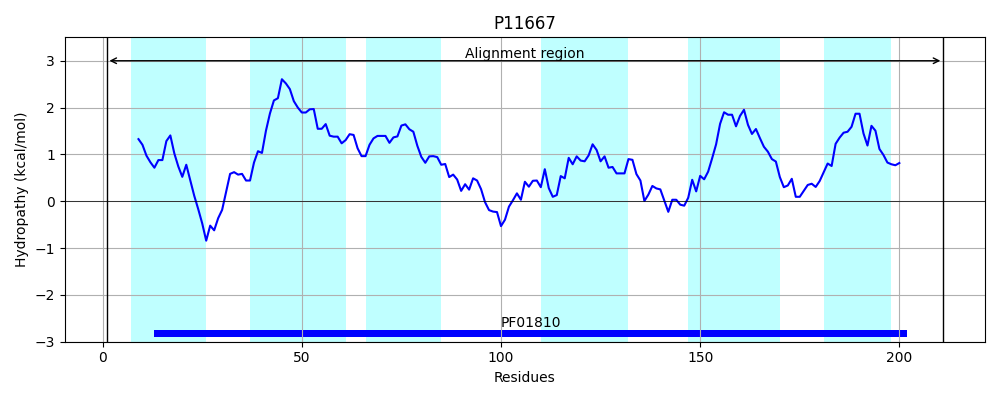 P11667
Alignment region
3
2
1
0
−1
−2
−3
Hydropathy (kcal/mol)
PF01810
0 50 100 150 200
Residues